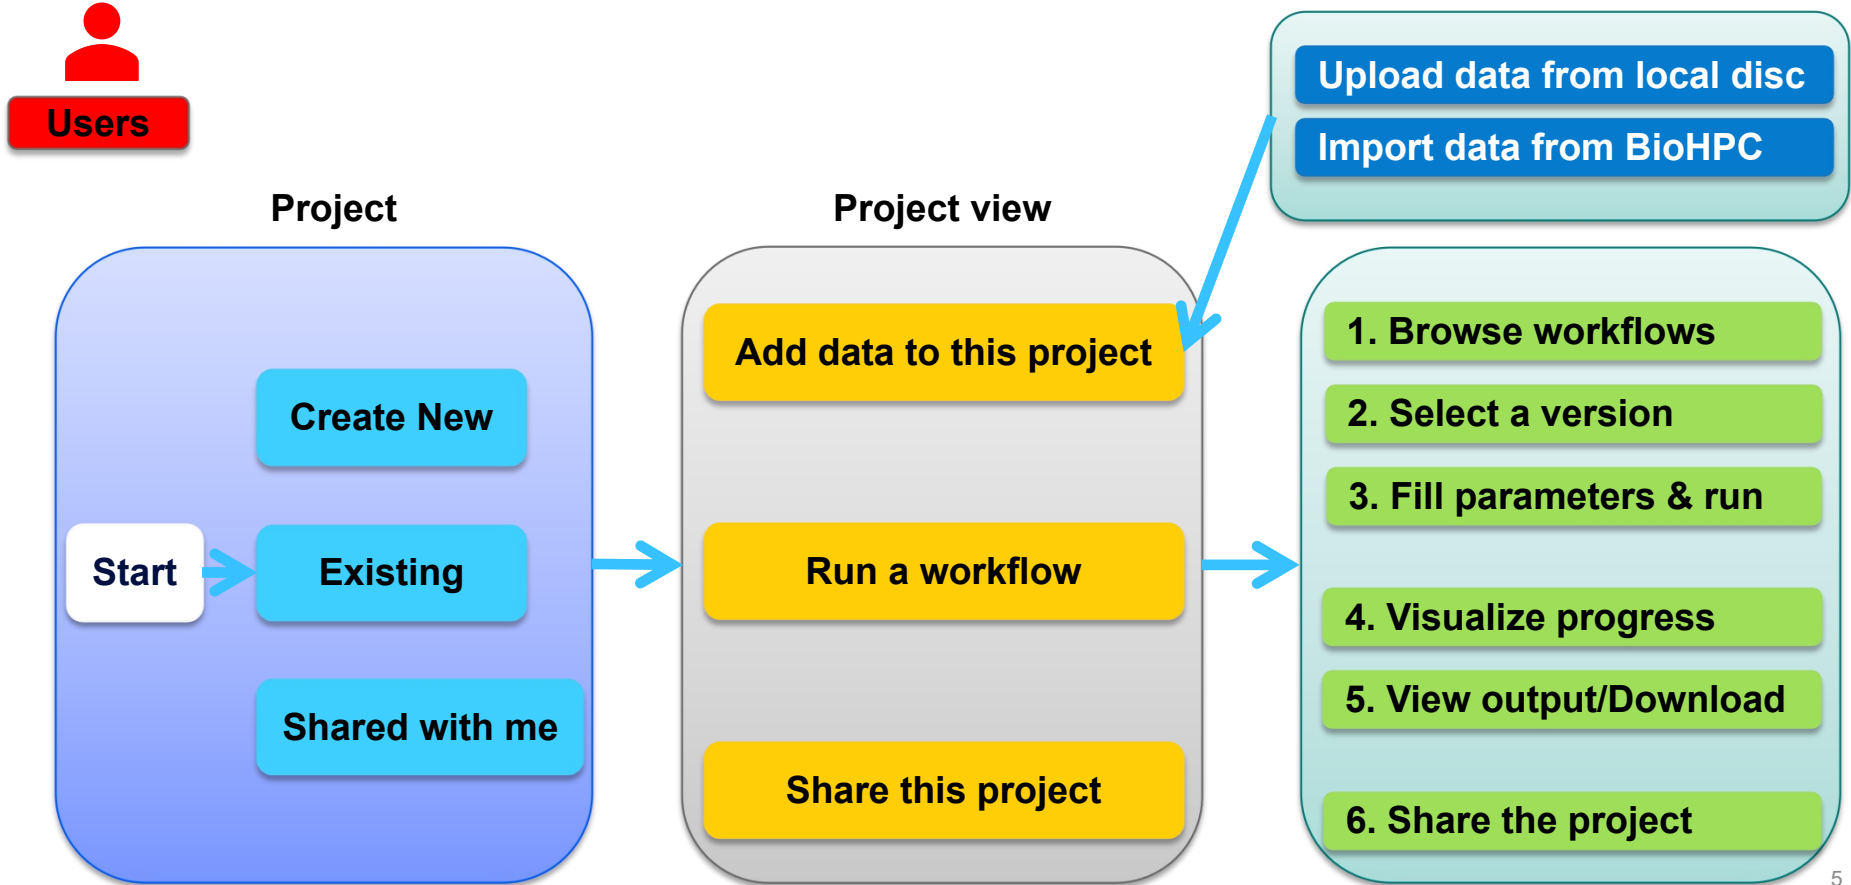 Users
Upload data from local disc
Import data from BioHPC
Project
Project view
Start
Create New
Existing
Shared with me
Add data to this project
Run a workflow
Share this project
1. Browse workflows
2. Select a version
3. Fill parameters & run
4. Visualize progress
5. View output/Download
6. Share the project
5